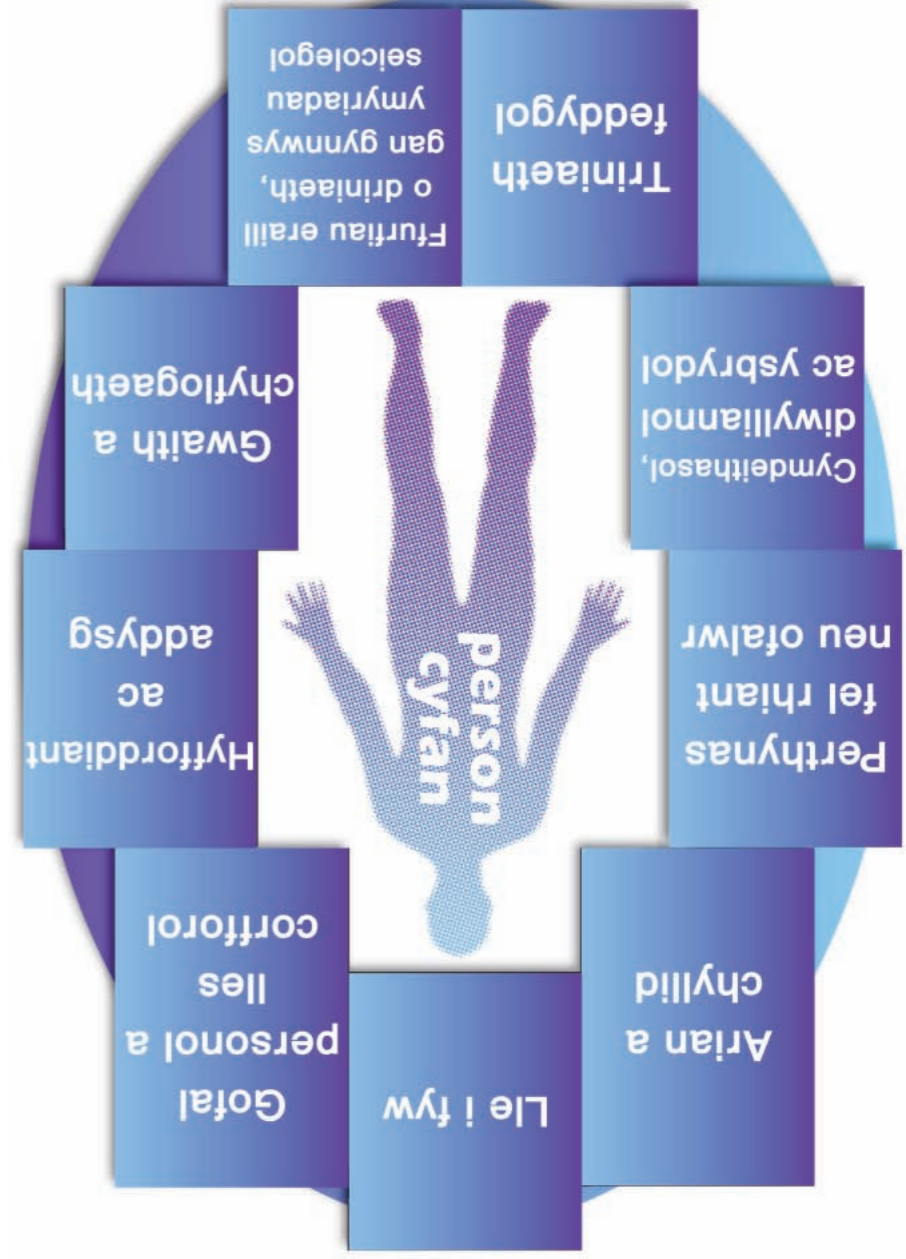 Lle i fyw
Gofal
personol a
lles
corfforol
Hyfforddiant
ac
addysg
Gwaith a
chyflogaeth
Ffurfiau eraill
o driniaeth,
gan gynnwys
ymyriadau
seicolegol
Triniaeth
feddygol
Cymdeithasol,
diwylliannol
ac ysbrydol
Perthynas
fel rhiant
neu ofalwr
Arian a
chyllid
person
cyfan